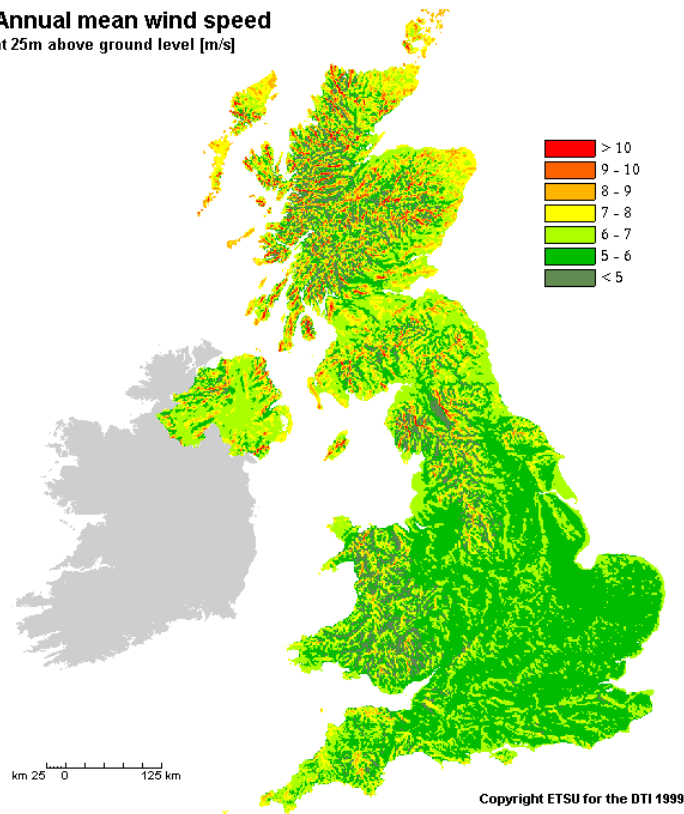 Annual mean wind speed
at 25m above ground level [m/s]
> 10
9 - 10
8 - 9
7 - 8
6 - 7
5 - 6
< 5
km 25 0 125 km
Copyright ETSU for the DTI 1999